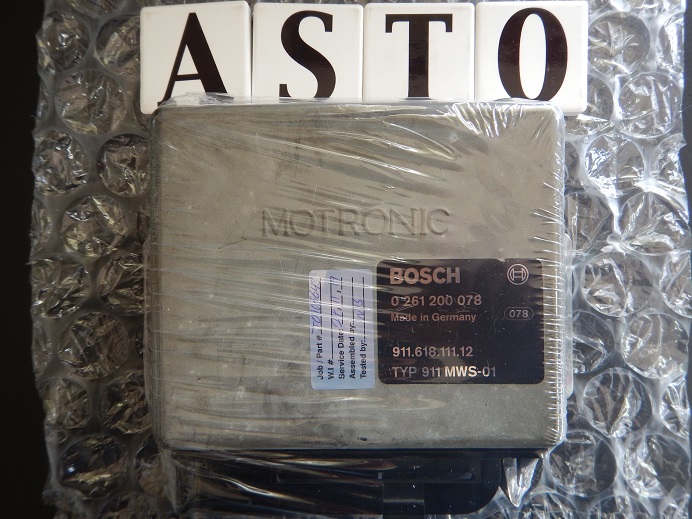 ASTO
MOTRONIC
BOSCH
0 261 200 078
Made in Germany
078
911.618.111.12
TYP 911 MWS-01
Job / Part #:
W.I #
Service Date:
Assembled by:
Tested by: